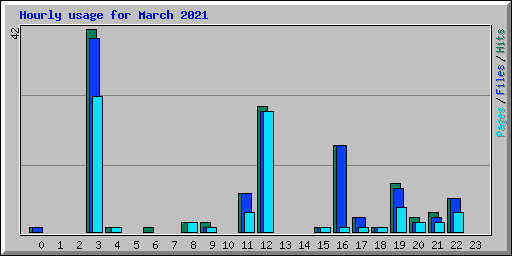 Hourly usage for March 2021
42
Pages/Files/Hits
0 1 2 3 4 5 6 7 8 9 10 11 12 13 14 15 16 17 18 19 20 21 22 23